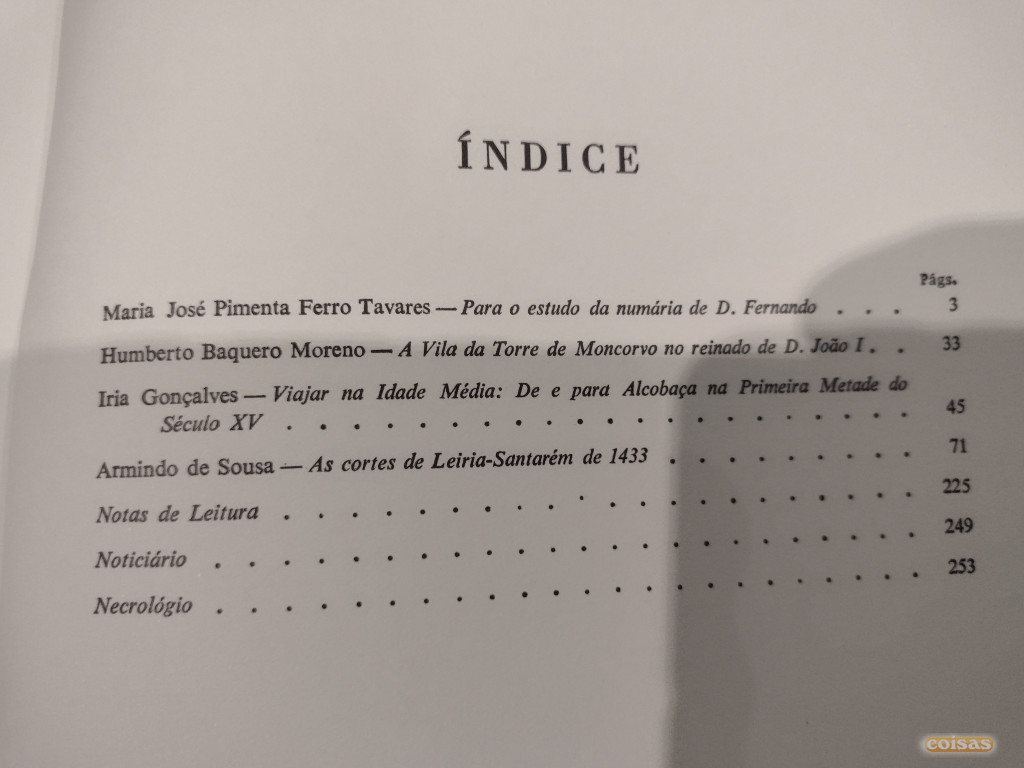 ÍNDICE
Págs.
Maria José Pimenta Ferro Tavares — Para o estudo da numária de D. Fernando . . . 3
Humberto Baquero Moreno — A Vila da Torre de Moncorvo no reinado de D. João I . . 33
Iria Gonçalves — Viajar na Idade Média: De e para Alcobaça na Primeira Metade do
Século XV . . . . . . . . . . . . . . . . . . . 45
Armindo de Sousa — As cortes de Leiria-Santarém de 1433 . . . . . . . . 71
Notas de Leitura . . . . . . . . . . . . . . . . . . . 225
Noticiário . . . . . . . . . . . . . . . . . . . . . 249
Necrológio . . . . . . . . . . . . . . . . . . . . . 253
coisas